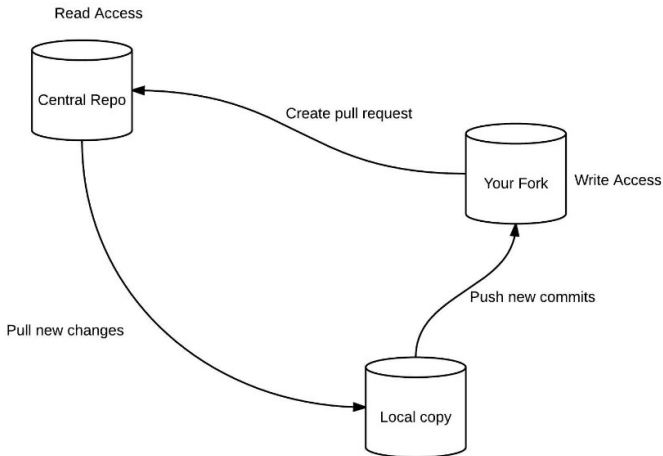 Read Access
Central Repo
Create pull request
Your Fork
Write Access
Push new commits
Pull new changes
Local copy